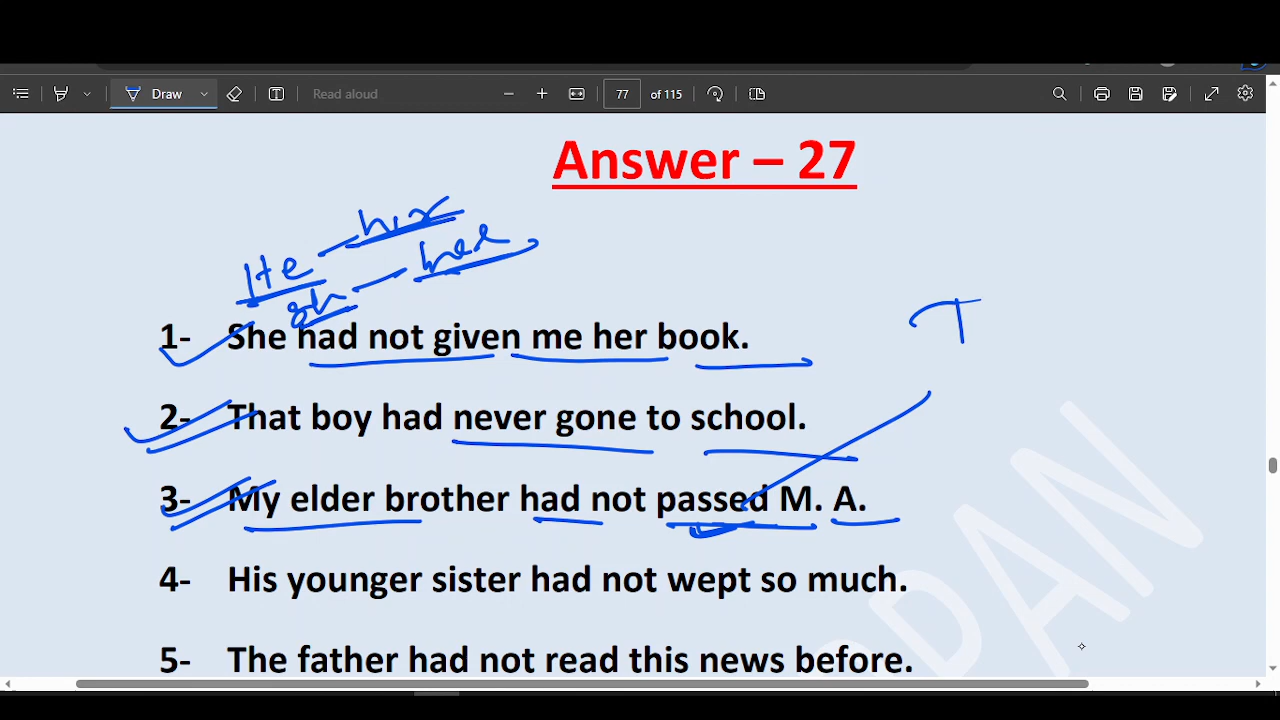 Draw
Read aloud
77 of 115
Answer – 27
He his
sh her
1- She had not given me her book.
T
2- That boy had never gone to school.
3- My elder brother had not passed M. A.
4- His younger sister had not wept so much.
5- The father had not read this news before.